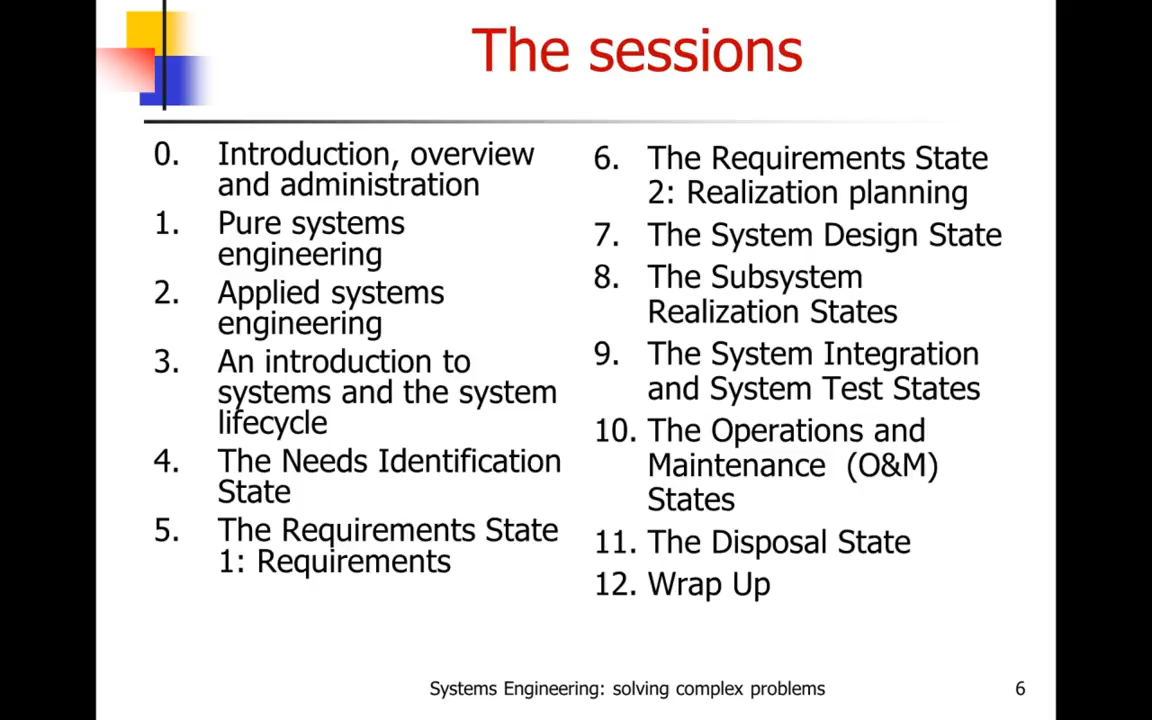 The sessions
0. Introduction, overview
and administration
1. Pure systems
engineering
2. Applied systems
engineering
3. An introduction to
systems and the system
lifecycle
4. The Needs Identification
State
5. The Requirements State
1: Requirements
6. The Requirements State
2: Realization planning
7. The System Design State
8. The Subsystem
Realization States
9. The System Integration
and System Test States
10. The Operations and
Maintenance (O&M)
States
11. The Disposal State
12. Wrap Up
Systems Engineering: solving complex problems
6